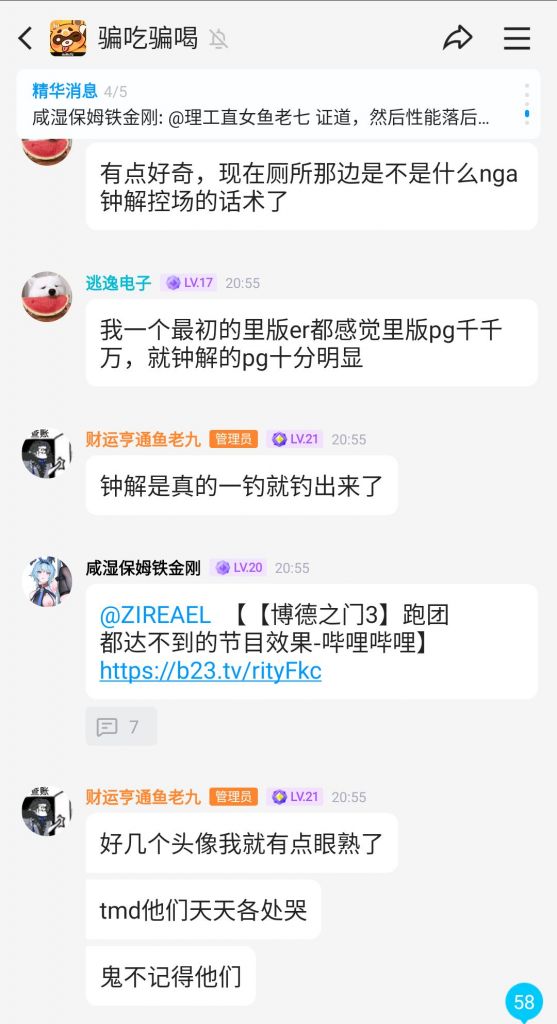 骗吃骗喝
精华消息 4/5
咸湿保姆铁金刚: @理工直女鱼老七 证道，然后性能落后...
有点好奇，现在厕所那边是不是什么nga
钟解控场的话术了
逃逸电子 LV.17 20:55
我一个最初的里版er都感觉里版pg千千
万，就钟解的pg十分明显
财运亨通鱼老九 管理员 LV.21 20:55
钟解是真的一钓就钓出来了
咸湿保姆铁金刚 LV.20 20:55
@ZIREAEL 【【博德之门3】跑团
都达不到的节目效果-哔哩哔哩】
https://b23.tv/rityFkc
7
财运亨通鱼老九 管理员 LV.21 20:55
好几个头像我就有点眼熟了
tmd他们天天各处哭
鬼不记得他们
58